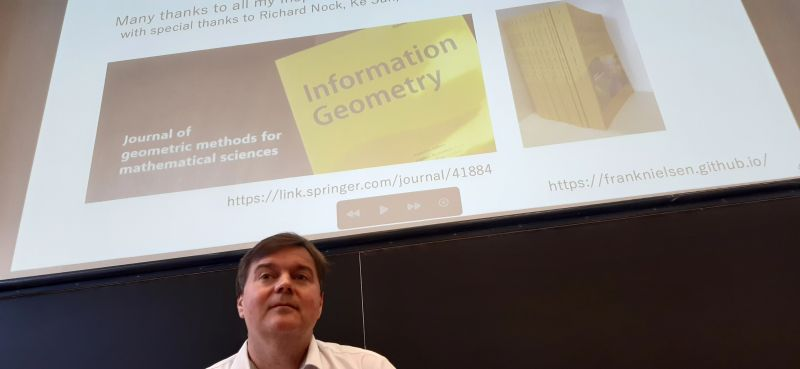 Many thanks to all my
with special thanks to Richard Nock, Ke Sun,
Information
Geometry
Journal of
geometric methods for
mathematical sciences
https://link.springer.com/journal/41884
https://franknielsen.github.io/